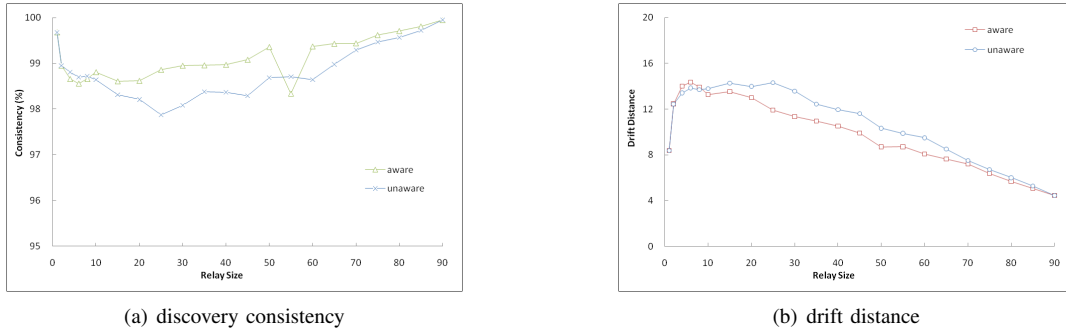 100
99
98
97
96
95
Consistency (%)
aware
unaware
0 10 20 30 40 50 60 70 80 90
Relay Size
(a) discovery consistency
20
16
12
8
4
0
Drift Distance
aware
unaware
0 10 20 30 40 50 60 70 80 90
Relay Size
(b) drift distance